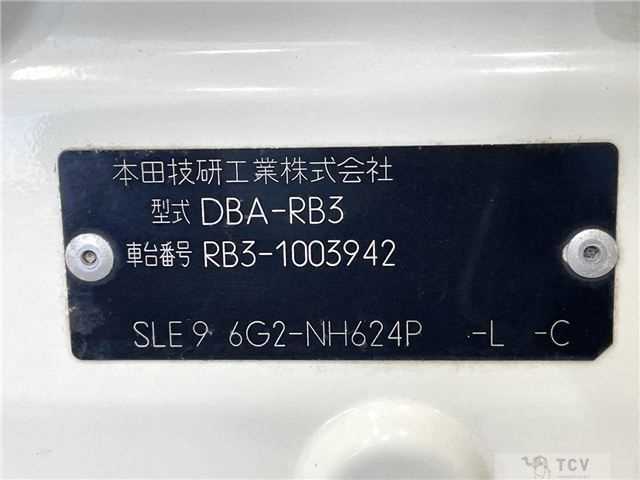 本田技研工業株式会社
型式 DBA-RB3
車台番号 RB3-1003942
SLE9 6G2-NH624P -L -C
TCV